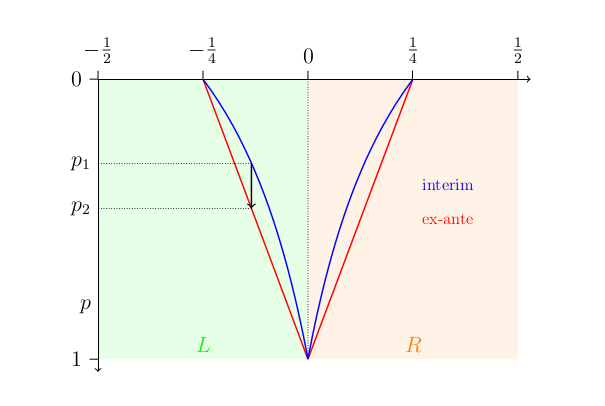 −1/2 −1/4 0 1/4 1/2
0
p₁
interim
p₂
ex-ante
p
L R
1